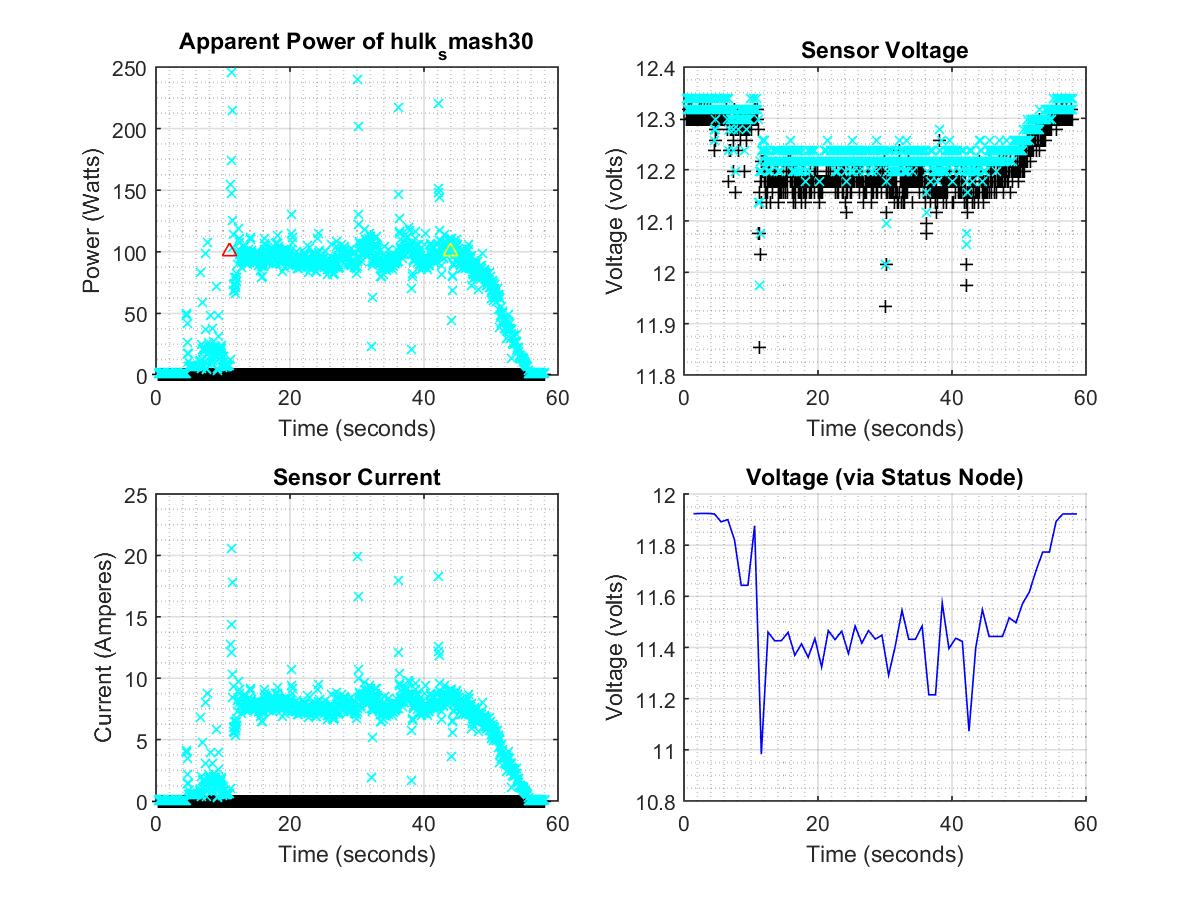 Apparent Power of hulksmash30
250
200
150
100
50
0
Power (Watts)
0 20 40 60
Time (seconds)
Sensor Voltage
12.4
12.3
12.2
12.1
12
11.9
11.8
Voltage (volts)
0 20 40 60
Time (seconds)
Sensor Current
25
20
15
10
5
0
Current (Amperes)
0 20 40 60
Time (seconds)
Voltage (via Status Node)
12
11.8
11.6
11.4
11.2
11
10.8
Voltage (volts)
0 20 40 60
Time (seconds)